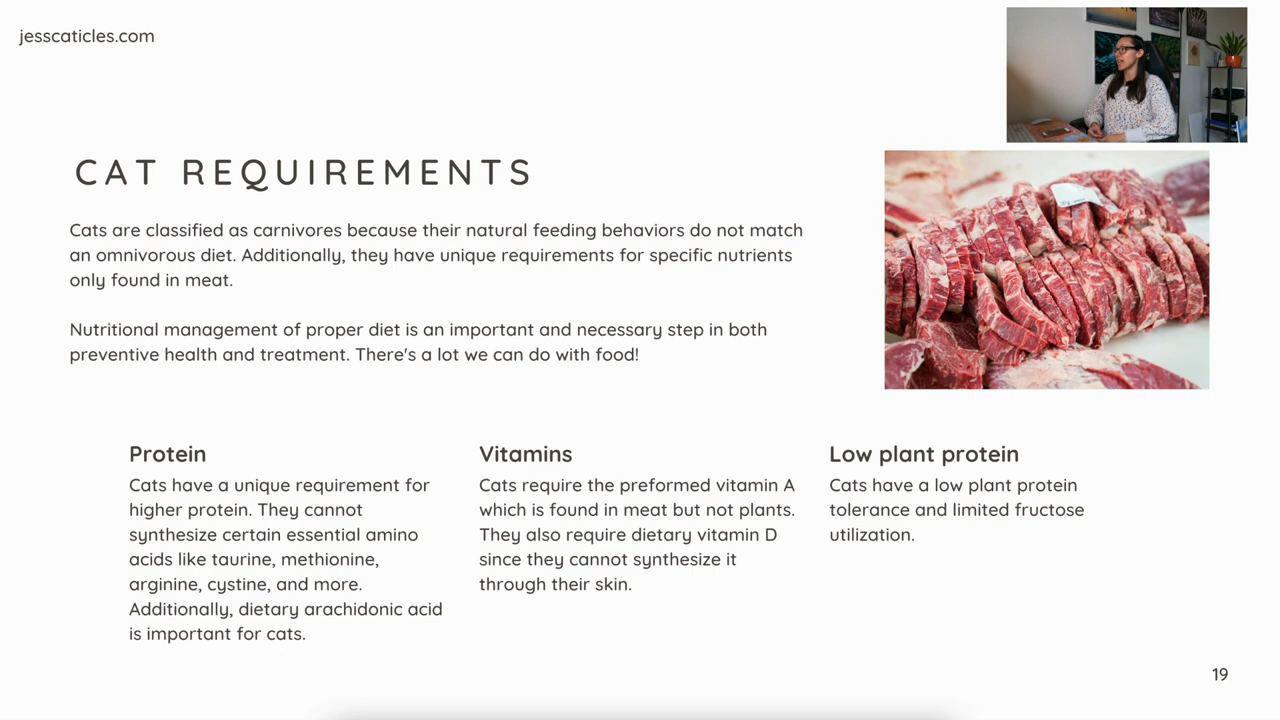 jesscaticles.com
CAT REQUIREMENTS
Cats are classified as carnivores because their natural feeding behaviors do not match
an omnivorous diet. Additionally, they have unique requirements for specific nutrients
only found in meat.
Nutritional management of proper diet is an important and necessary step in both
preventive health and treatment. There's a lot we can do with food!
Protein
Cats have a unique requirement for
higher protein. They cannot
synthesize certain essential amino
acids like taurine, methionine,
arginine, cystine, and more.
Additionally, dietary arachidonic acid
is important for cats.
Vitamins
Cats require the preformed vitamin A
which is found in meat but not plants.
They also require dietary vitamin D
since they cannot synthesize it
through their skin.
Low plant protein
Cats have a low plant protein
tolerance and limited fructose
utilization.
19